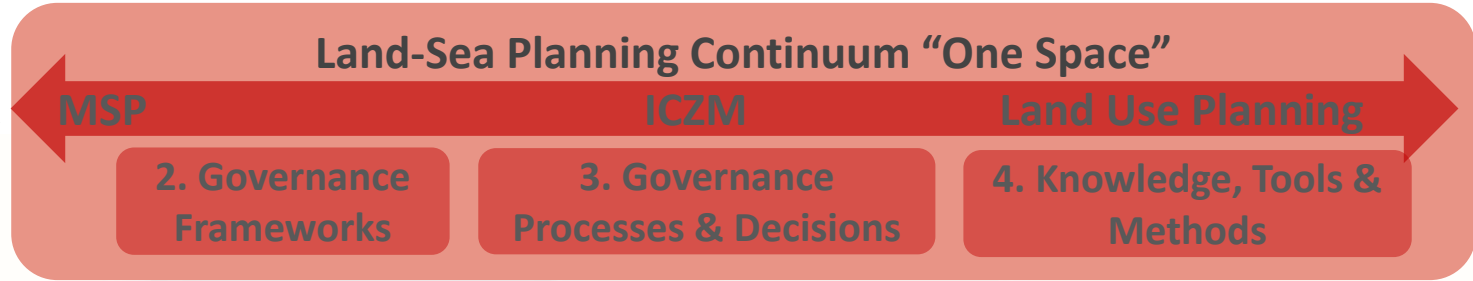 Land-Sea Planning Continuum “One Space”
MSP ICZM Land Use Planning
2. Governance
Frameworks
3. Governance
Processes & Decisions
4. Knowledge, Tools &
Methods